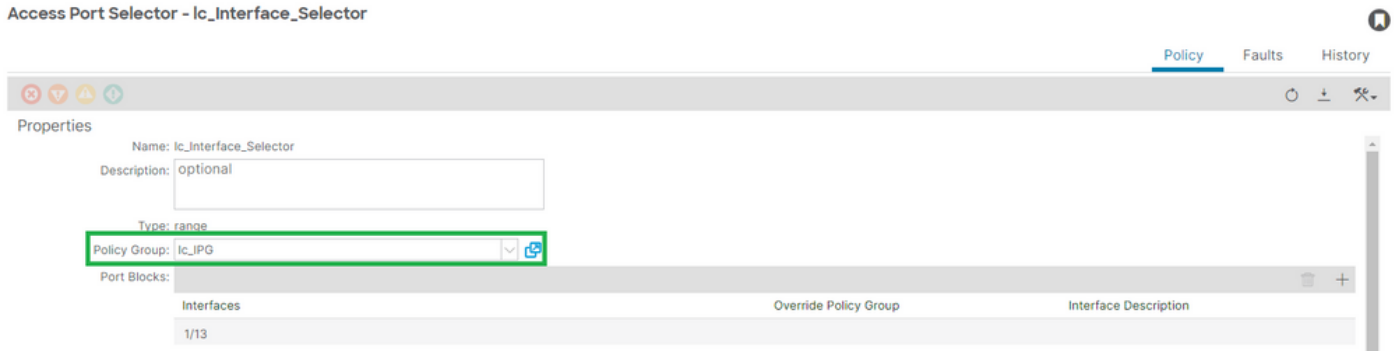 Access Port Selector - lc_Interface_Selector
Policy Faults History
Properties
Name: lc_Interface_Selector
Description: optional
Type: range
Policy Group: lc_IPG
Port Blocks:
Interfaces Override Policy Group Interface Description
1/13